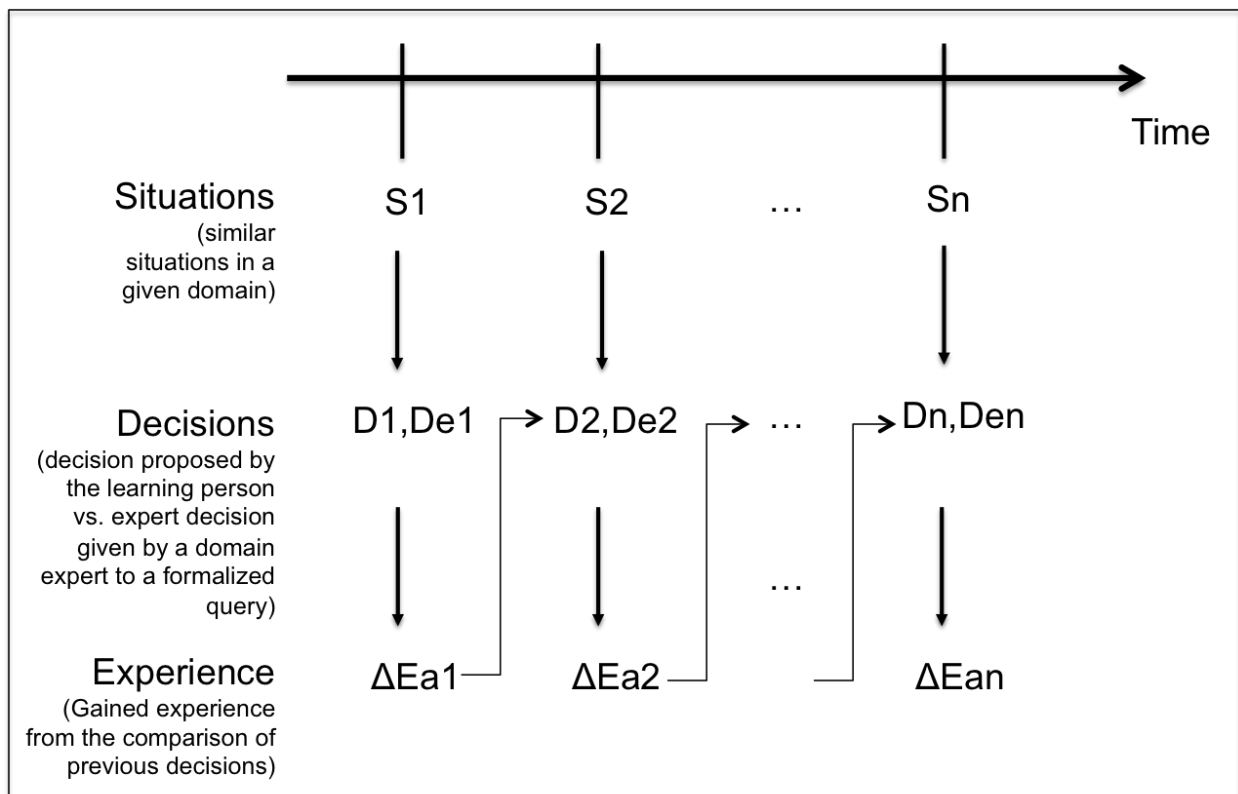 Time
Situations
(similar
situations in a
given domain)
S1 S2 … Sn
Decisions
(decision proposed by
the learning person
vs. expert decision
given by a domain
expert to a formalized
query)
D1,De1 D2,De2 … Dn,Den
…
Experience
(Gained experience
from the comparison of
previous decisions)
ΔEa1 ΔEa2 ΔEan